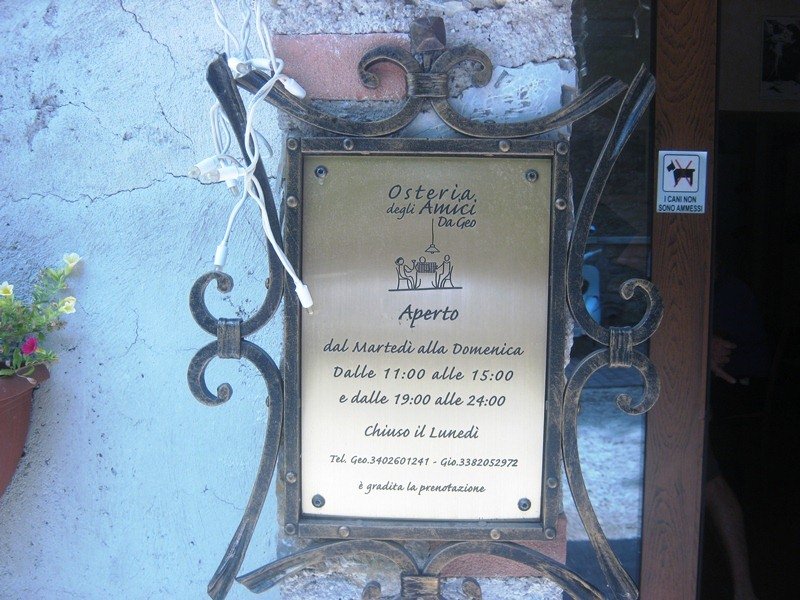 Osteria
degli Amici
Da Geo
Aperto
dal Martedì alla Domenica
Dalle 11:00 alle 15:00
e dalle 19:00 alle 24:00
Chiuso il Lunedì
Tel. Geo.3402601241 - Gio.3382052972
è gradita la prenotazione
I CANI NON
SONO AMMESSI